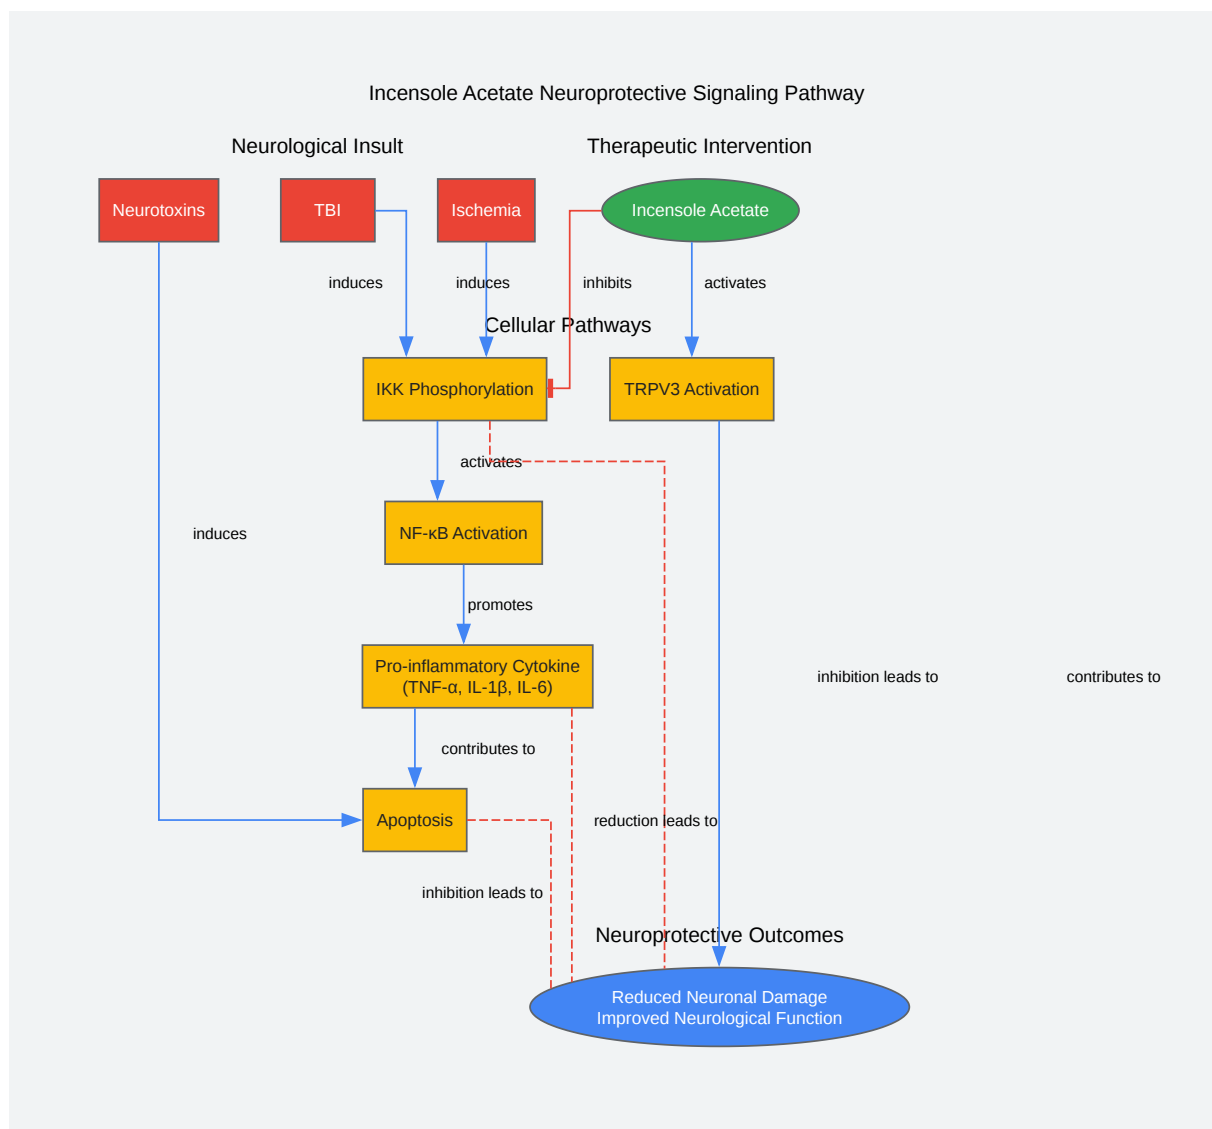 Incensole Acetate Neuroprotective Signaling Pathway
Neurological Insult
Therapeutic Intervention
Neurotoxins
TBI
Ischemia
Incensole Acetate
induces
induces
inhibits
activates
Cellular Pathways
IKK Phosphorylation
TRPV3 Activation
activates
NF-κB Activation
induces
promotes
Pro-inflammatory Cytokine
(TNF-α, IL-1β, IL-6)
inhibition leads to
contributes to
contributes to
Apoptosis
reduction leads to
inhibition leads to
Neuroprotective Outcomes
Reduced Neuronal Damage
Improved Neurological Function